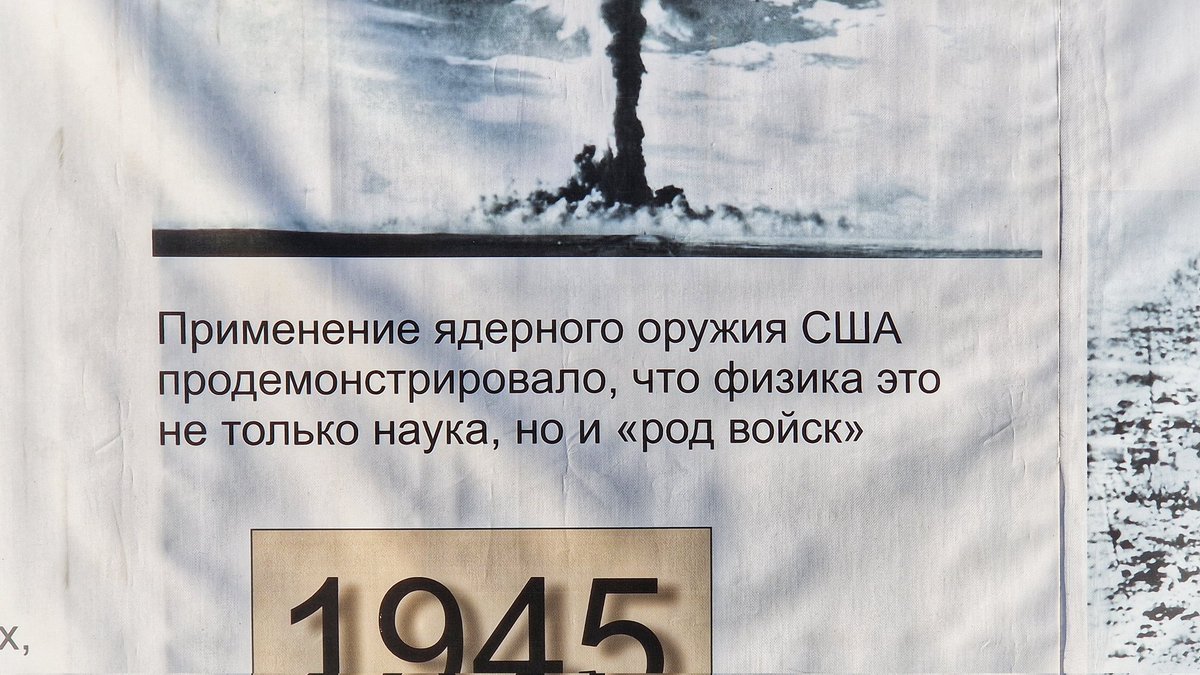 Применение ядерного оружия США
продемонстрировало, что физика это
не только наука, но и «род войск»
1945
х,